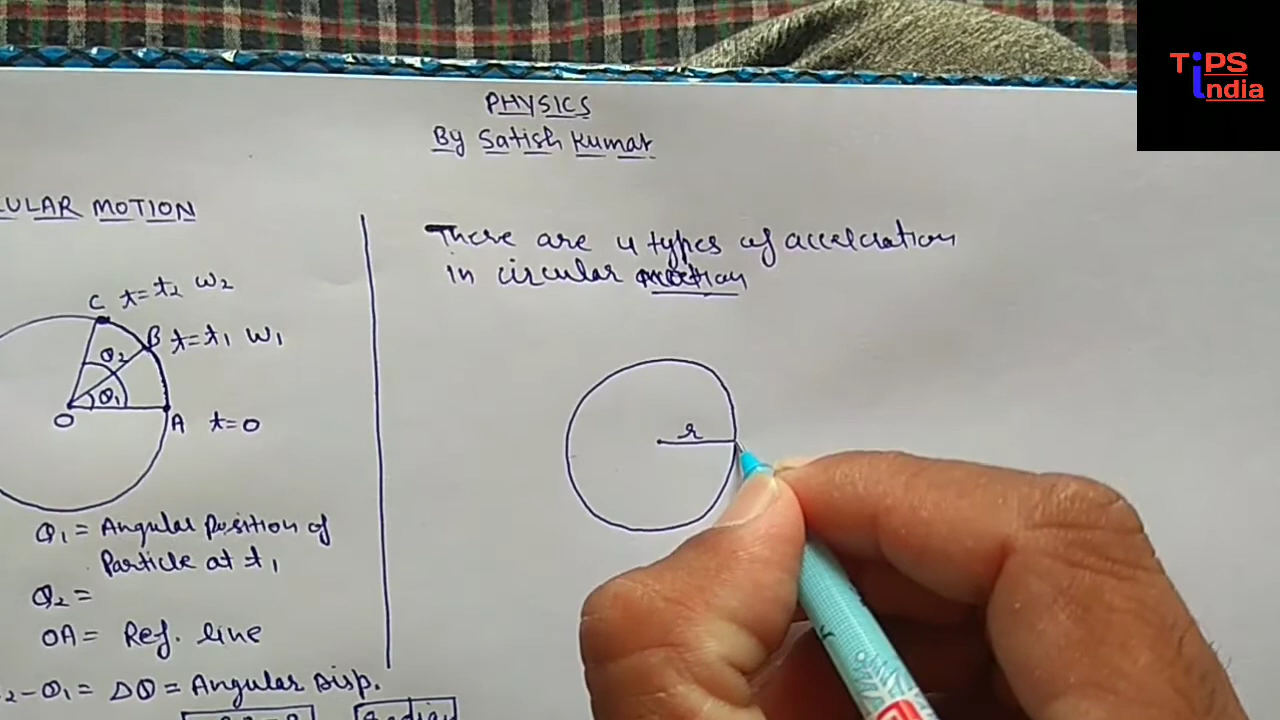 TiPS
india
PHYSICS
By Satish Kumar
ULAR MOTION
There are 4 types of accelration
in circular motion
C t=t₂ ω₂
B t=t₁ ω₁
θ₂
θ₁
O
A t=0
r
θ₁ = Angular Position of
Particle at t₁
θ₂ =
OA = Ref. line
₂-θ₁ = Δθ = Angular Disp.